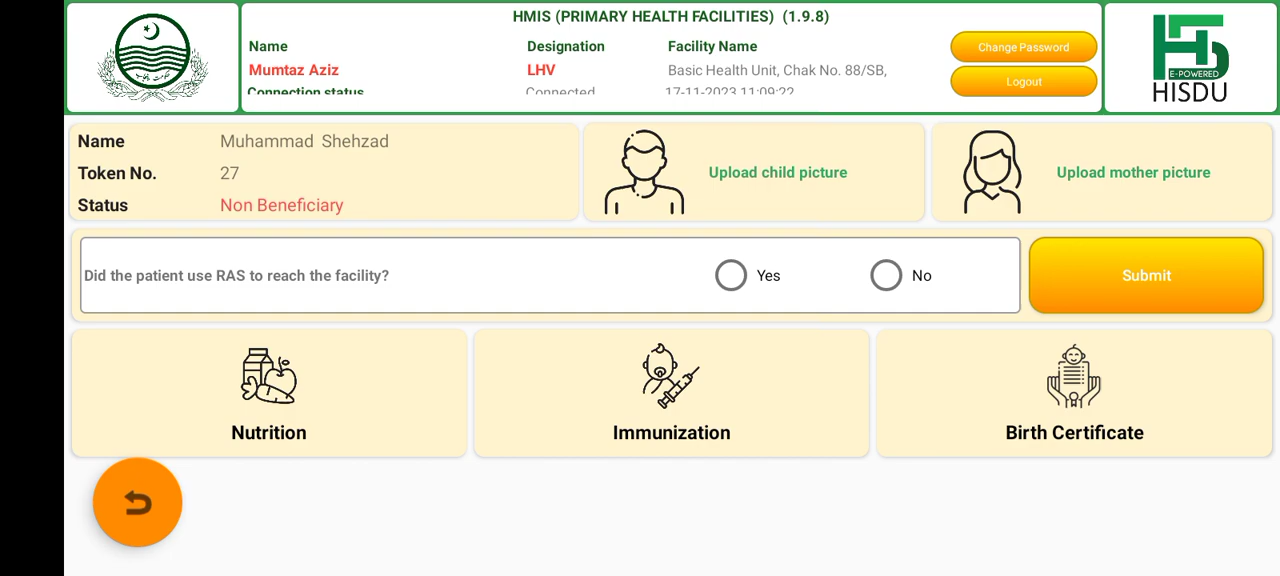 HMIS (PRIMARY HEALTH FACILITIES) (1.9.8)
Name Designation Facility Name
Mumtaz Aziz LHV Basic Health Unit, Chak No. 88/SB,
Connection status Connected 17-11-2023 11:09:22
Change Password
Logout
E-POWERED
HISDU
Name Muhammad Shehzad
Token No. 27
Status Non Beneficiary
Upload child picture
Upload mother picture
Did the patient use RAS to reach the facility? Yes No
Submit
Nutrition
Immunization
Birth Certificate